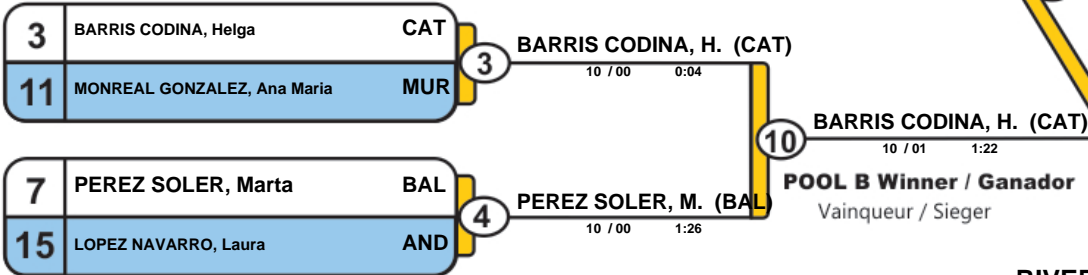 3 BARRIS CODINA, Helga CAT
11 MONREAL GONZALEZ, Ana Maria MUR
3
BARRIS CODINA, H. (CAT)
10 / 00 0:04
7 PEREZ SOLER, Marta BAL
15 LOPEZ NAVARRO, Laura AND
4
PEREZ SOLER, M. (BAL)
10 / 00 1:26
10
BARRIS CODINA, H. (CAT)
10 / 01 1:22
POOL B Winner / Ganador
Vainqueur / Sieger